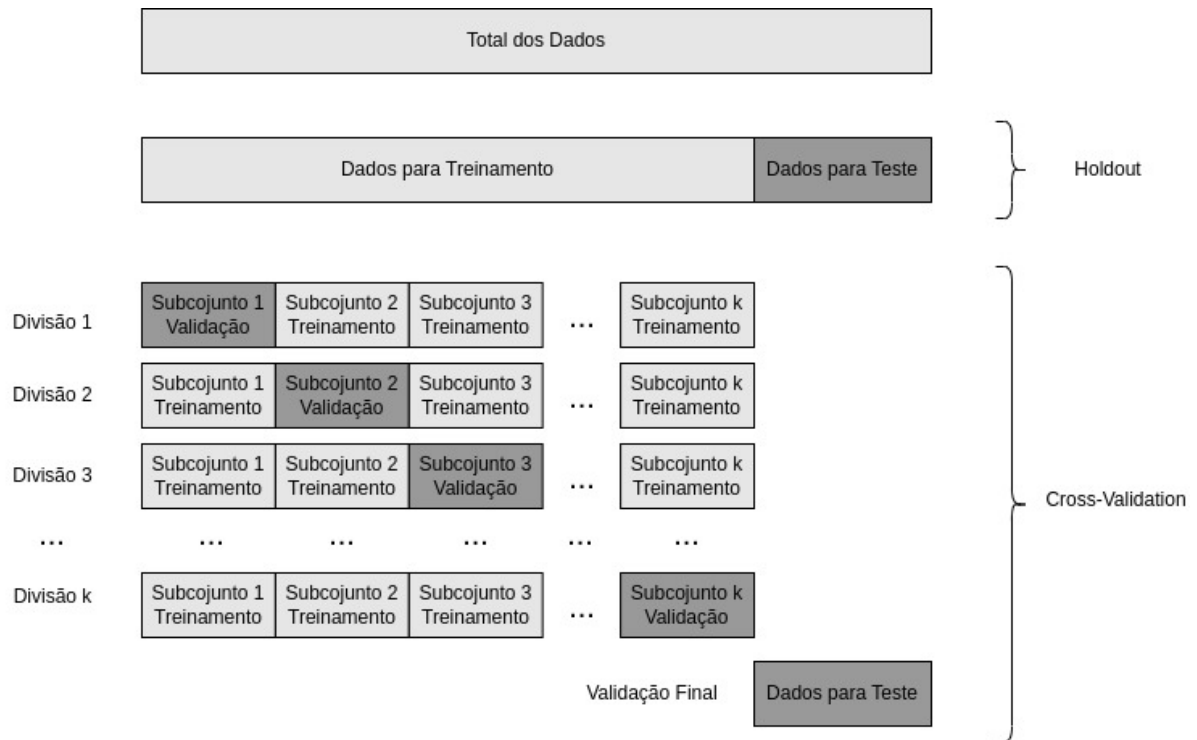 Total dos Dados
Dados para Treinamento
Dados para Teste
Holdout
Divisão 1
Subcojunto 1
Validação
Subcojunto 2
Treinamento
Subcojunto 3
Treinamento
...
Subcojunto k
Treinamento
Divisão 2
Subcojunto 1
Treinamento
Subcojunto 2
Validação
Subcojunto 3
Treinamento
...
Subcojunto k
Treinamento
Divisão 3
Subcojunto 1
Treinamento
Subcojunto 2
Treinamento
Subcojunto 3
Validação
...
Subcojunto k
Treinamento
Cross-Validation
... ... ... ... ... ...
Divisão k
Subcojunto 1
Treinamento
Subcojunto 2
Treinamento
Subcojunto 3
Treinamento
...
Subcojunto k
Validação
Validação Final
Dados para Teste